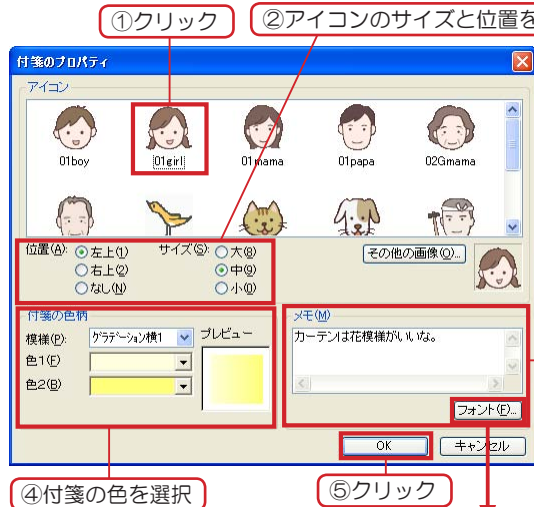 ①クリック
②アイコンのサイズと位置を
付箋のプロパティ
アイコン
01boy
01girl
01mama
01papa
02Gmama
位置(A):
左上(1)
右上(2)
なし(N)
サイズ(S):
大(8)
中(9)
小(0)
その他の画像(O)...
付箋の色柄
模様(P):
グラデーション横1
プレビュー
色1(F)
色2(B)
メモ(M)
カーテンは花模様がいいな。
フォント(E)...
OK
キャンセル
④付箋の色を選択
⑤クリック